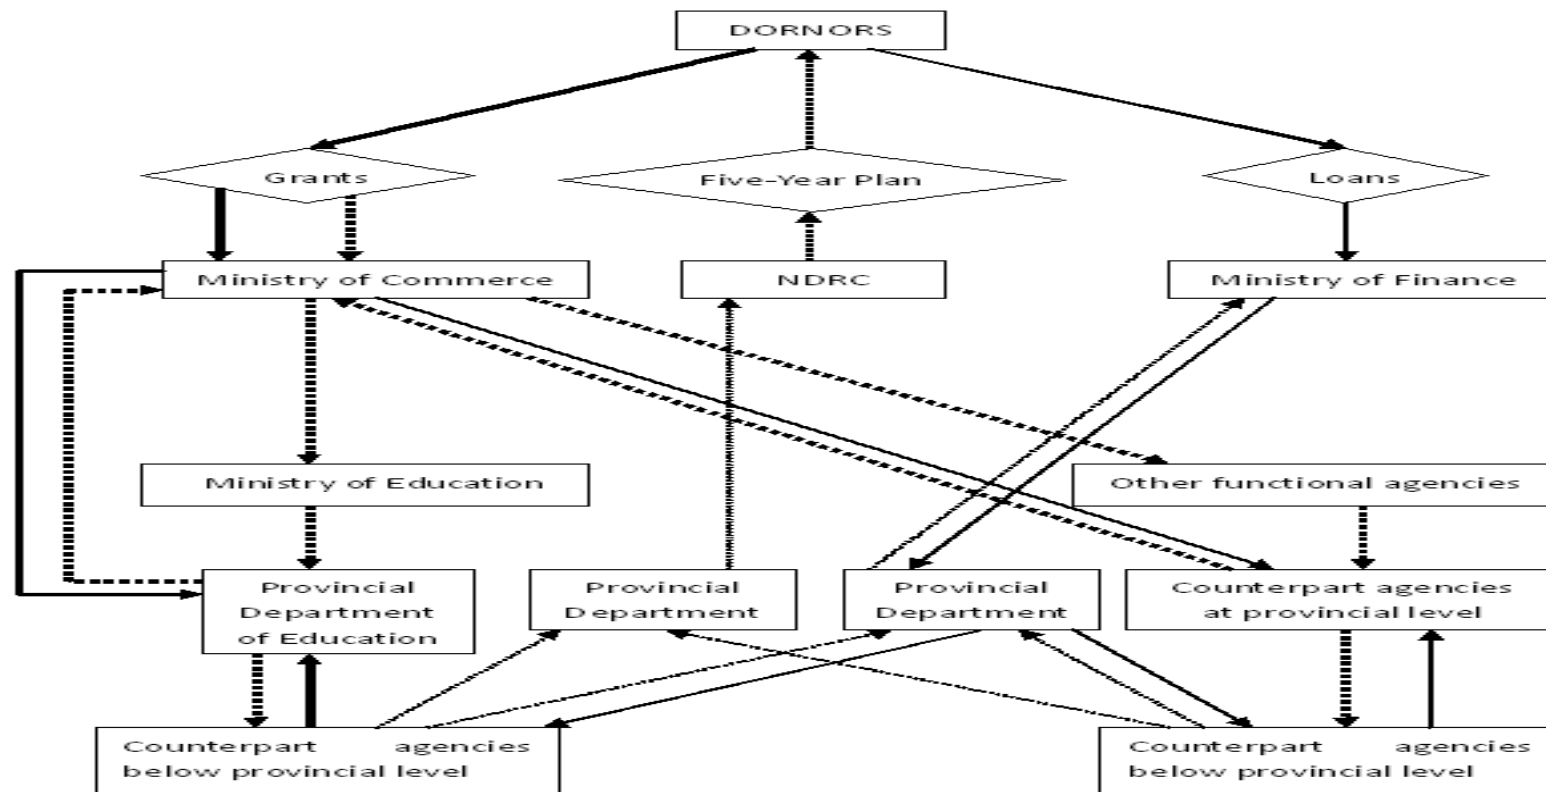 DORNORS
Grants
Five-Year Plan
Loans
Ministry of Commerce
NDRC
Ministry of Finance
Ministry of Education
Other functional agencies
Provincial
Department
of Education
Provincial
Department
Provincial
Department
Counterpart agencies
at provincial level
Counterpart agencies
below provincial level
Counterpart agencies
below provincial level